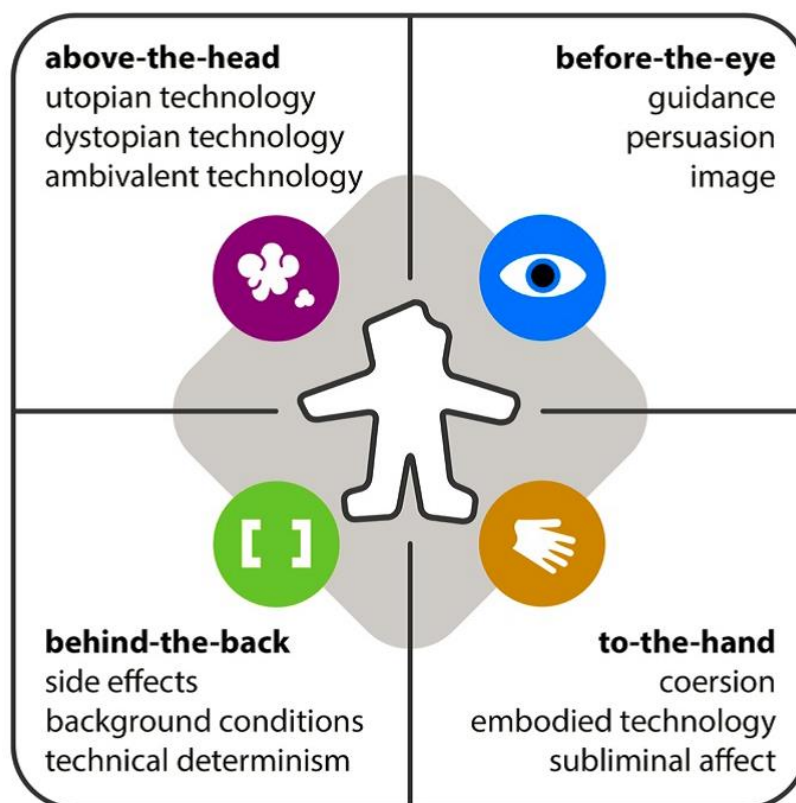 above-the-head
utopian technology
dystopian technology
ambivalent technology
before-the-eye
guidance
persuasion
image
behind-the-back
side effects
background conditions
technical determinism
to-the-hand
coersion
embodied technology
subliminal affect